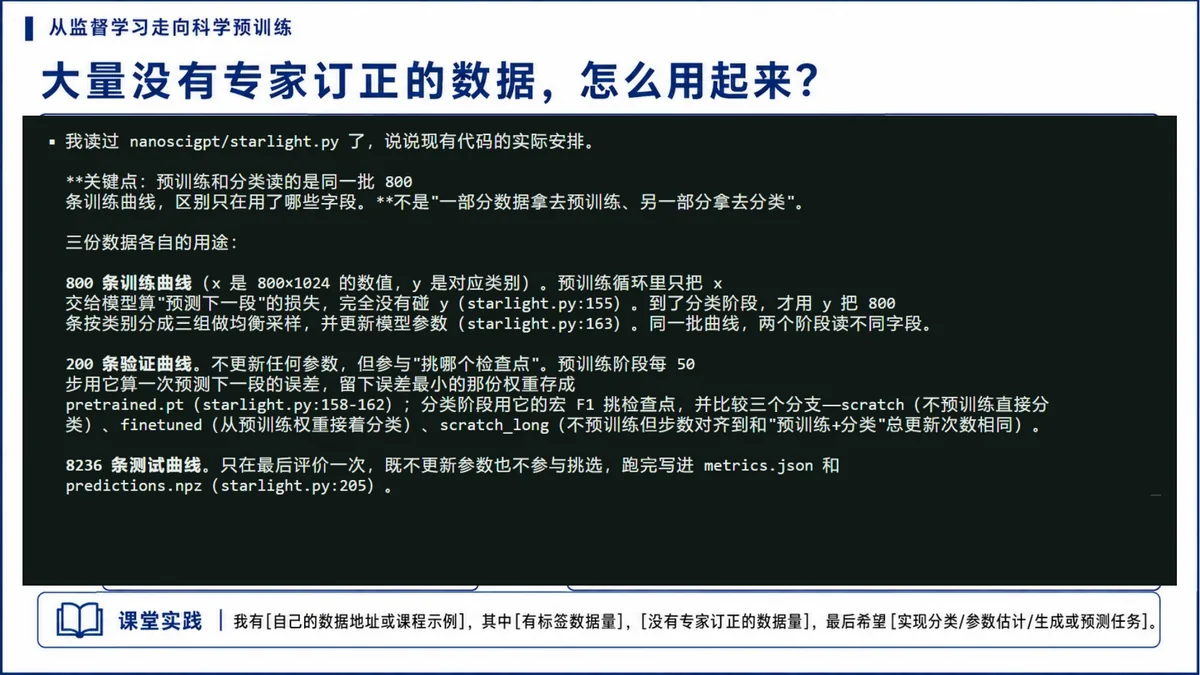 从监督学习走向科学预训练
大量没有专家订正的数据，怎么用起来？
▪ 我读过 nanoscigpt/starlight.py 了，说说现有代码的实际安排。
**关键点：预训练和分类读的是同一批 800
条训练曲线，区别只在用了哪些字段。**不是"一部分数据拿去预训练、另一部分拿去分类"。
三份数据各自的用途：
800 条训练曲线（x 是 800×1024 的数值，y 是对应类别）。预训练循环里只把 x
交给模型算"预测下一段"的损失，完全没有碰 y（starlight.py:155）。到了分类阶段，才用 y 把 800
条按类别分成三组做均衡采样，并更新模型参数（starlight.py:163）。同一批曲线，两个阶段读不同字段。
200 条验证曲线。不更新任何参数，但参与"挑哪个检查点"。预训练阶段每 50
步用它算一次预测下一段的误差，留下误差最小的那份权重存成
pretrained.pt（starlight.py:158-162）；分类阶段用它的宏 F1 挑检查点，并比较三个分支——scratch（不预训练直接分
类）、finetuned（从预训练权重接着分类）、scratch_long（不预训练但步数对齐到和"预训练+分类"总更新次数相同）。
8236 条测试曲线。只在最后评价一次，既不更新参数也不参与挑选，跑完写进 metrics.json 和
predictions.npz（starlight.py:205）。
课堂实践 | 我有[自己的数据地址或课程示例]，其中[有标签数据量]，[没有专家订正的数据量]，最后希望[实现分类/参数估计/生成或预测任务]。